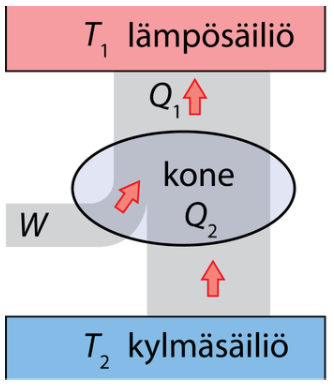 T₁ lämpösäiliö
Q₁
kone
W
Q₂
T₂ kylmäsäiliö